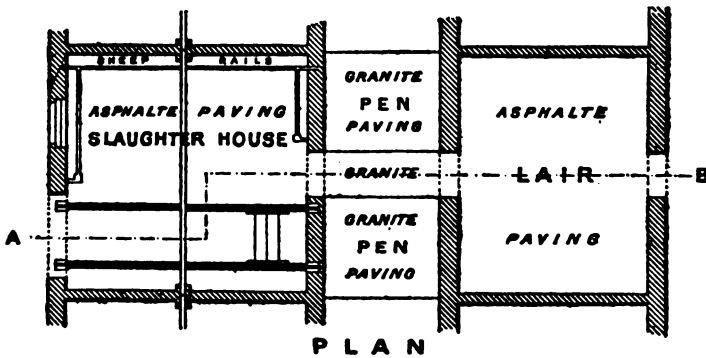 SHEEP RAILS
ASPHALTE PAVING
SLAUGHTER HOUSE
GRANITE
PEN
PAVING
ASPHALTE
GRANITE
LAIR
B
A
GRANITE
PEN
PAVING
PAVING
PLAN